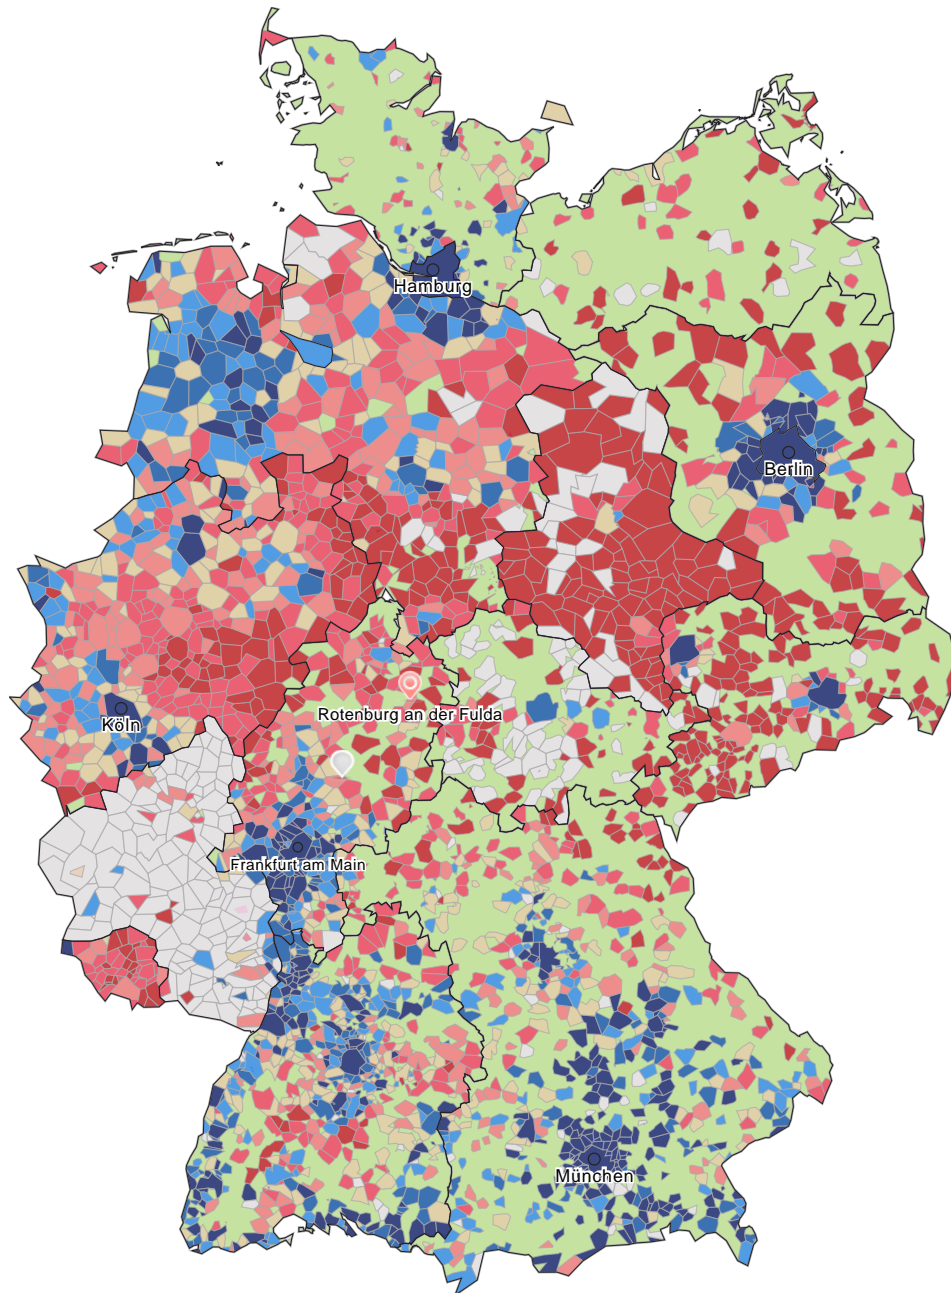 Hamburg
Berlin
Köln
Rotenburg an der Fulda
Frankfurt am Main
München